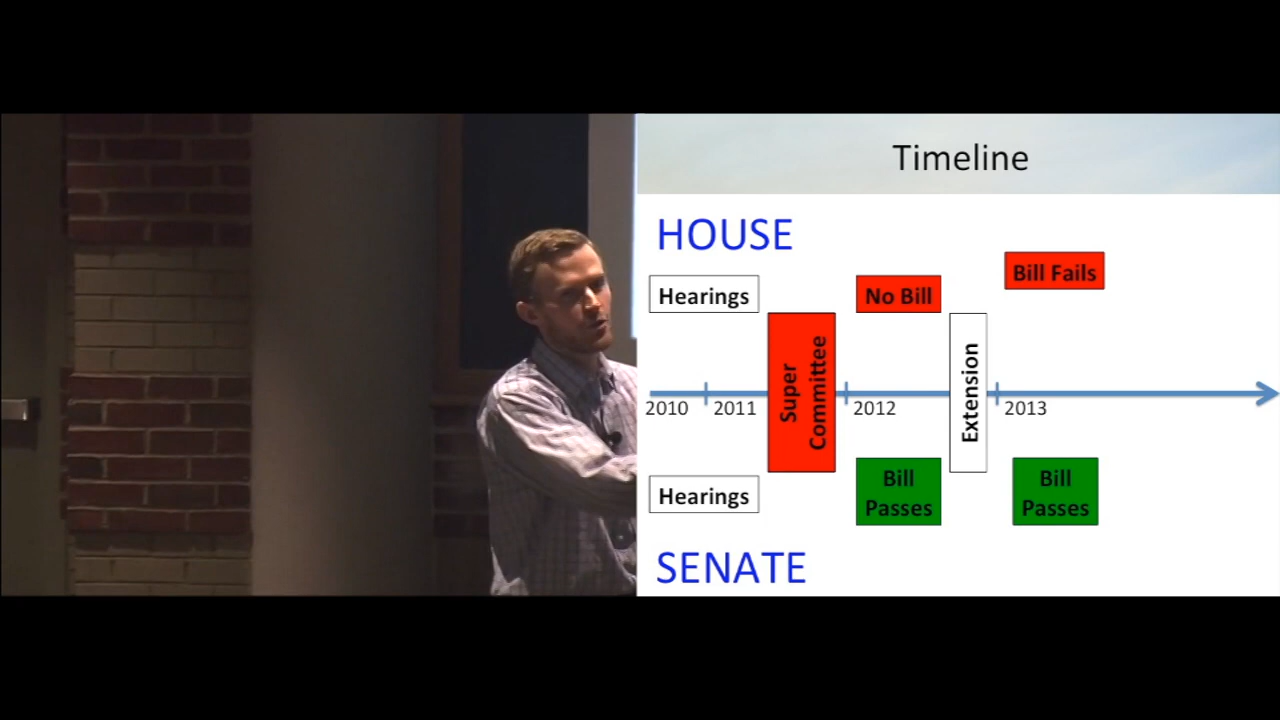 Timeline
HOUSE
Hearings
No Bill
Bill Fails
Super
Committee
Extension
2010
2011
2012
2013
Hearings
Bill
Passes
Bill
Passes
SENATE